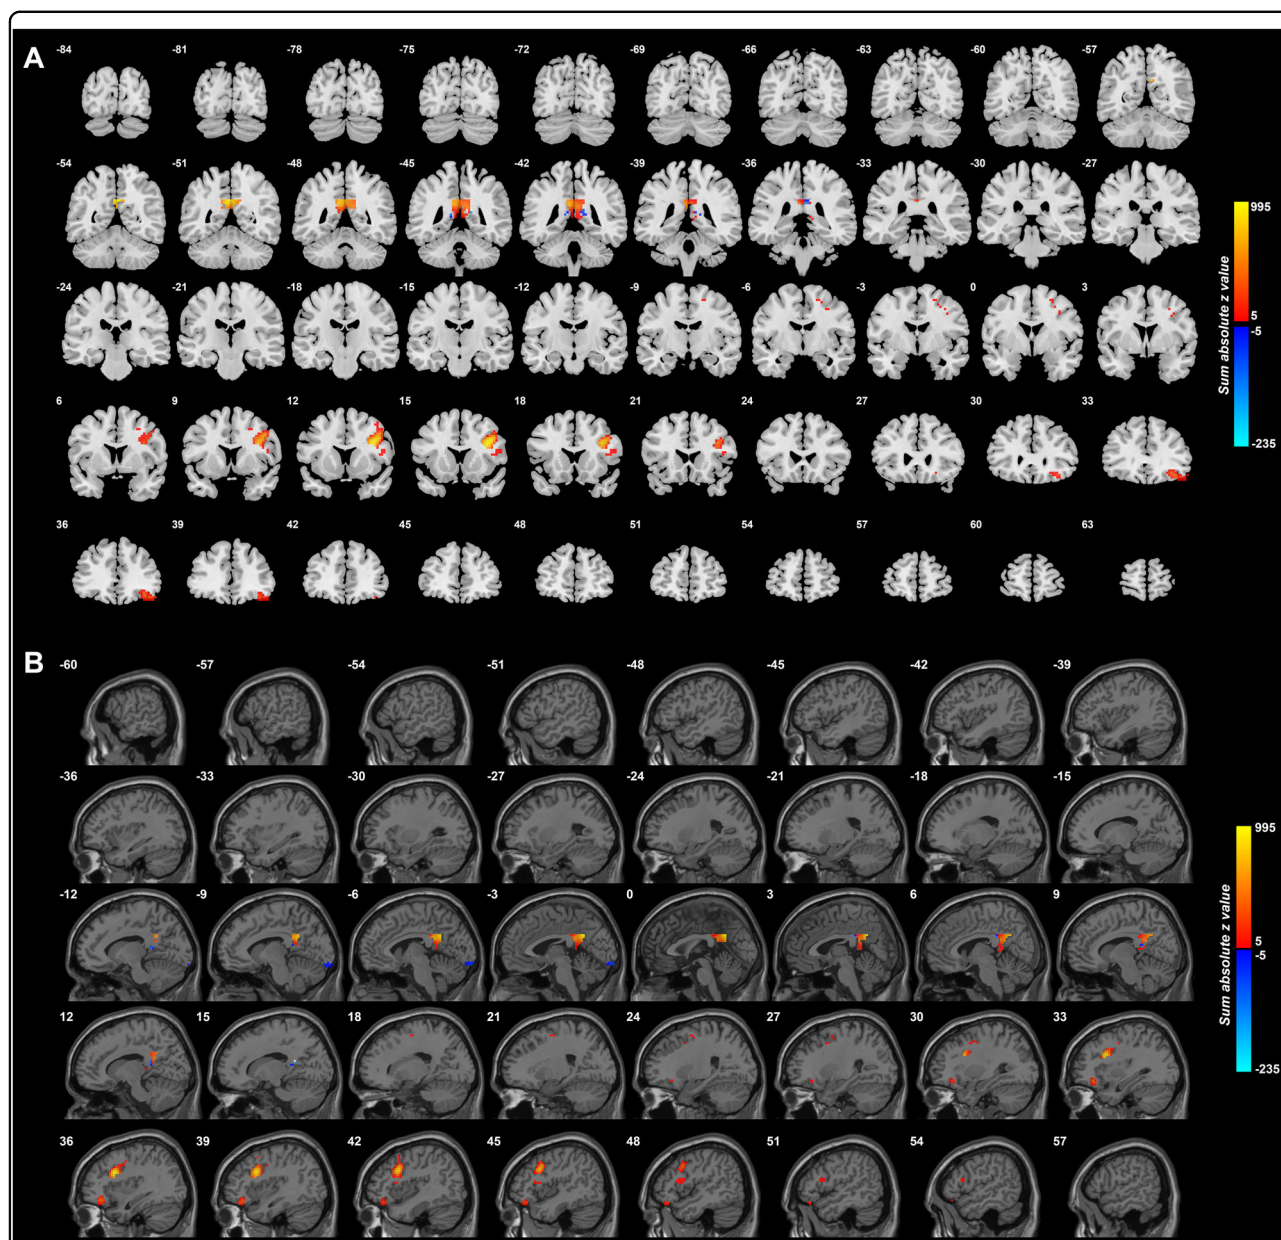 A
-84 -81 -78 -75 -72 -69 -66 -63 -60 -57
-54 -51 -48 -45 -42 -39 -36 -33 -30 -27
-24 -21 -18 -15 -12 -9 -6 -3 0 3
6 9 12 15 18 21 24 27 30 33
36 39 42 45 48 51 54 57 60 63
995
5
-5
-235
Sum absolute z value
B
-60 -57 -54 -51 -48 -45 -42 -39
-36 -33 -30 -27 -24 -21 -18 -15
-12 -9 -6 -3 0 3 6 9
12 15 18 21 24 27 30 33
36 39 42 45 48 51 54 57
995
5
-5
-235
Sum absolute z value